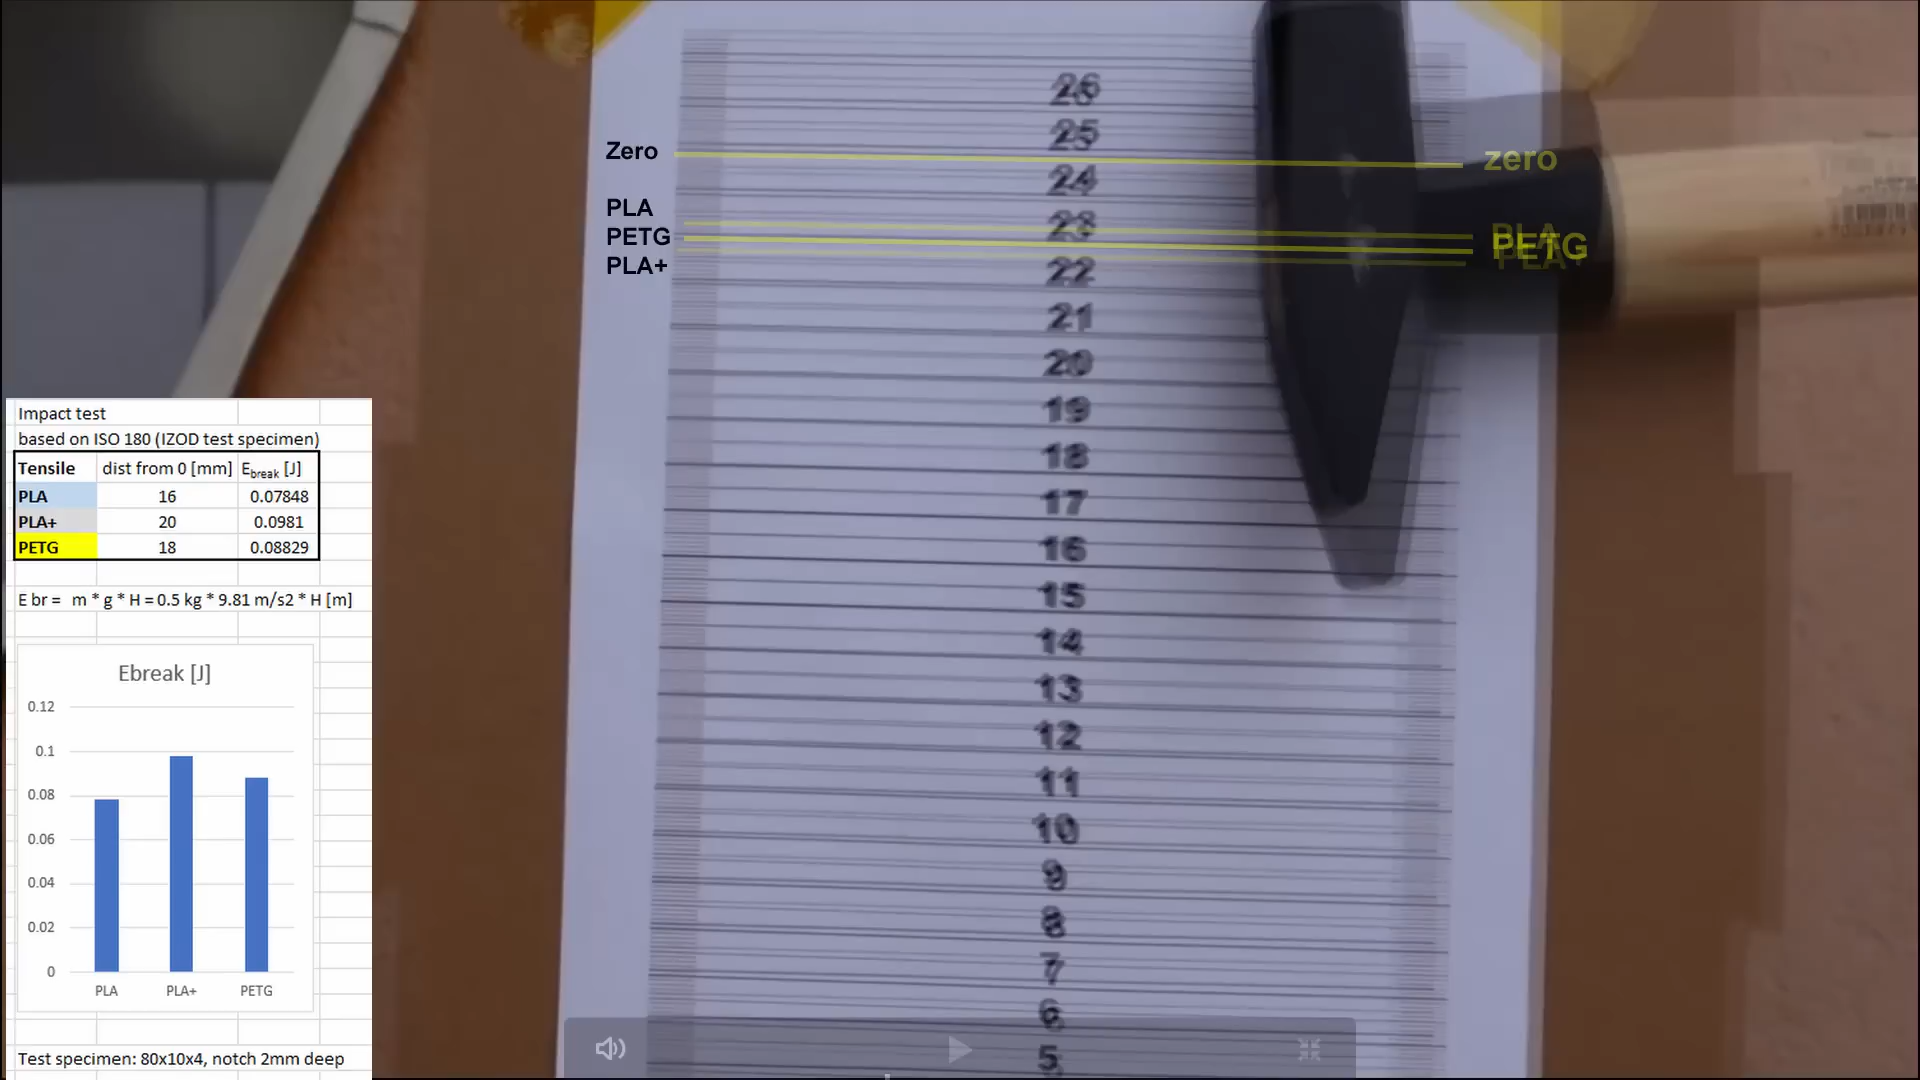 26
25
Zero
zero
24
PLA
23
PLA
PETG
PETG
PLA+
PLA+
22
21
20
19
18
17
16
15
14
13
12
11
10
9
8
7
6
5
Impact test
based on ISO 180 (IZOD test specimen)
Tensile dist from 0 [mm] Ebreak [J]
PLA 16 0.07848
PLA+ 20 0.0981
PETG 18 0.08829
E br = m * g * H = 0.5 kg * 9.81 m/s2 * H [m]
Ebreak [J]
0.12
0.1
0.08
0.06
0.04
0.02
0
PLA PLA+ PETG
Test specimen: 80x10x4, notch 2mm deep